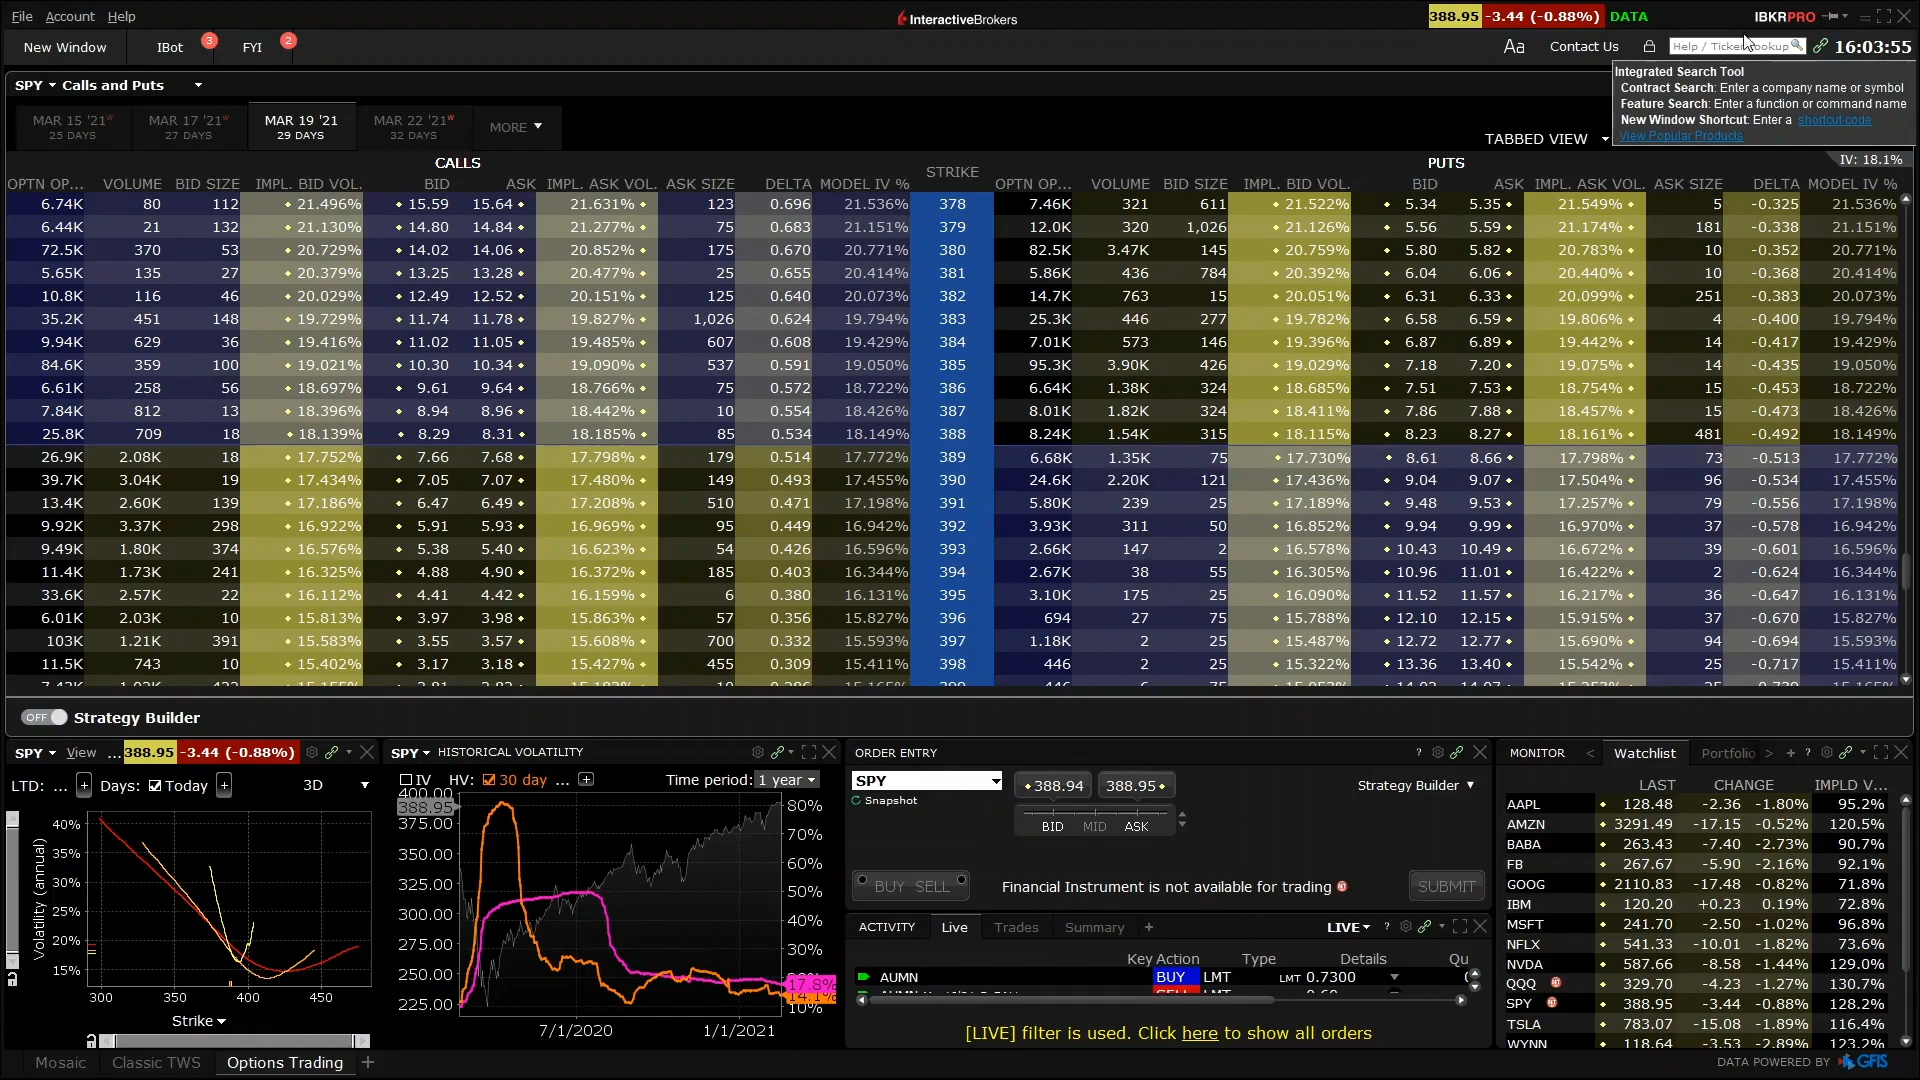 File Account Help
InteractiveBrokers
388.95 -3.44 (-0.88%) DATA
IBKRPRO
New Window IBot 3 FYI 2
Aa Contact Us Help / Ticker Lookup 16:03:55
Integrated Search Tool
Contract Search: Enter a company name or symbol
Feature Search: Enter a function or command name
New Window Shortcut: Enter a shortcut code
View Popular Products
SPY Calls and Puts
MAR 15 '21 W MAR 17 '21 W MAR 19 '21 MAR 22 '21 W MORE
25 DAYS 27 DAYS 29 DAYS 32 DAYS
TABBED VIEW
IV: 18.1%
CALLS STRIKE PUTS
OPTN OP... VOLUME BID SIZE IMPL. BID VOL. BID ASK IMPL. ASK VOL. ASK SIZE DELTA MODEL IV % OPTN OP... VOLUME BID SIZE IMPL. BID VOL. BID ASK IMPL. ASK VOL. ASK SIZE DELTA MODEL IV %
6.74K 80 112 21.496% 15.59 15.64 21.631% 123 0.696 21.536% 378 7.46K 321 611 21.522% 5.34 5.35 21.549% 5 -0.325 21.536%
6.44K 21 132 21.130% 14.80 14.84 21.277% 75 0.683 21.151% 379 12.0K 320 1,026 21.126% 5.56 5.59 21.174% 181 -0.338 21.151%
72.5K 370 53 20.729% 14.02 14.06 20.852% 175 0.670 20.771% 380 82.5K 3.47K 145 20.759% 5.80 5.82 20.783% 10 -0.352 20.771%
5.65K 135 27 20.379% 13.25 13.28 20.477% 25 0.655 20.414% 381 5.86K 436 784 20.392% 6.04 6.06 20.440% 10 -0.368 20.414%
10.8K 116 46 20.029% 12.49 12.52 20.151% 125 0.640 20.073% 382 14.7K 763 15 20.051% 6.31 6.33 20.099% 251 -0.383 20.073%
35.2K 451 148 19.729% 11.74 11.78 19.827% 1,026 0.624 19.794% 383 25.3K 446 277 19.782% 6.58 6.59 19.806% 4 -0.400 19.794%
9.94K 629 36 19.416% 11.02 11.05 19.485% 607 0.608 19.429% 384 7.01K 573 146 19.396% 6.87 6.89 19.442% 14 -0.417 19.429%
84.6K 359 100 19.021% 10.30 10.34 19.090% 537 0.591 19.050% 385 95.3K 3.90K 426 19.029% 7.18 7.20 19.075% 14 -0.435 19.050%
6.61K 258 56 18.697% 9.61 9.64 18.766% 75 0.572 18.722% 386 6.64K 1.38K 324 18.685% 7.51 7.53 18.754% 15 -0.453 18.722%
7.84K 812 13 18.396% 8.94 8.96 18.442% 10 0.554 18.426% 387 8.01K 1.82K 324 18.411% 7.86 7.88 18.457% 15 -0.473 18.426%
25.8K 709 18 18.139% 8.29 8.31 18.185% 85 0.534 18.149% 388 8.24K 1.54K 315 18.115% 8.23 8.27 18.161% 481 -0.492 18.149%
26.9K 2.08K 18 17.752% 7.66 7.68 17.798% 179 0.514 17.772% 389 6.68K 1.35K 75 17.730% 8.61 8.66 17.798% 73 -0.513 17.772%
39.7K 3.04K 19 17.434% 7.05 7.07 17.480% 149 0.493 17.455% 390 24.6K 2.20K 121 17.436% 9.04 9.07 17.504% 96 -0.534 17.455%
13.4K 2.60K 139 17.186% 6.47 6.49 17.208% 510 0.471 17.198% 391 5.80K 239 25 17.189% 9.48 9.53 17.257% 79 -0.556 17.198%
9.92K 3.37K 298 16.922% 5.91 5.93 16.969% 95 0.449 16.942% 392 3.93K 311 50 16.852% 9.94 9.99 16.970% 37 -0.578 16.942%
9.49K 1.80K 374 16.576% 5.38 5.40 16.623% 54 0.426 16.596% 393 2.66K 147 2 16.578% 10.43 10.49 16.672% 39 -0.601 16.596%
11.4K 1.73K 241 16.325% 4.88 4.90 16.372% 185 0.403 16.344% 394 2.67K 38 55 16.305% 10.96 11.01 16.422% 2 -0.624 16.344%
33.6K 2.57K 22 16.112% 4.41 4.42 16.159% 6 0.380 16.131% 395 3.10K 175 25 16.090% 11.52 11.57 16.217% 36 -0.647 16.131%
6.01K 2.03K 10 15.813% 3.97 3.98 15.863% 57 0.356 15.827% 396 694 27 75 15.788% 12.10 12.15 15.915% 37 -0.670 15.827%
103K 1.21K 391 15.583% 3.55 3.57 15.608% 700 0.332 15.593% 397 1.18K 2 25 15.487% 12.72 12.77 15.690% 94 -0.694 15.593%
11.5K 743 10 15.402% 3.17 3.18 15.427% 455 0.309 15.411% 398 446 2 25 15.322% 13.36 13.40 15.542% 25 -0.717 15.411%
OFF Strategy Builder
SPY View ... 388.95 -3.44 (-0.88%)
LTD: ... + Days: Today + 3D
Volatility (annual)
40%
35%
30%
25%
20%
15%
300 350 400 450
Strike
SPY HISTORICAL VOLATILITY
IV HV: 30 day ... + Time period: 1 year
400.00
388.95 80%
375.00
70%
350.00
60%
325.00
50%
300.00
40%
275.00
30%
250.00
17.8%
14.1%
225.00 10%
7/1/2020 1/1/2021
ORDER ENTRY
SPY 388.94 388.95 Strategy Builder
Snapshot
BID MID ASK
BUY SELL Financial Instrument is not available for trading SUBMIT
ACTIVITY Live Trades Summary + LIVE
Key Action Type Details Qu
AUMN BUY LMT LMT 0.7300
[LIVE] filter is used. Click here to show all orders
MONITOR < Watchlist Portfolio > +
LAST CHANGE IMPLD V...
AAPL 128.48 -2.36 -1.80% 95.2%
AMZN 3291.49 -17.15 -0.52% 120.5%
BABA 263.43 -7.40 -2.73% 90.7%
FB 267.67 -5.90 -2.16% 92.1%
GOOG 2110.83 -17.48 -0.82% 71.8%
IBM 120.20 +0.23 0.19% 72.8%
MSFT 241.70 -2.50 -1.02% 96.8%
NFLX 541.33 -10.01 -1.82% 73.6%
NVDA 587.66 -8.58 -1.44% 129.0%
QQQ 329.70 -4.23 -1.27% 130.7%
SPY 388.95 -3.44 -0.88% 128.2%
TSLA 783.07 -15.08 -1.89% 116.4%
WYNN 118.64 -3.53 -2.89% 123.2%
Mosaic Classic TWS Options Trading +
DATA POWERED BY GFIS